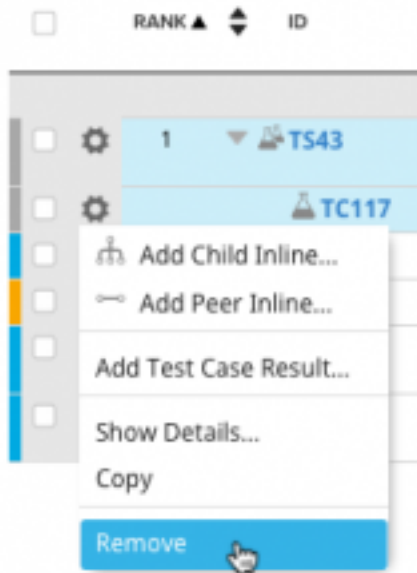 RANK ID
1 TS43
TC117
Add Child Inline...
Add Peer Inline...
Add Test Case Result...
Show Details...
Copy
Remove